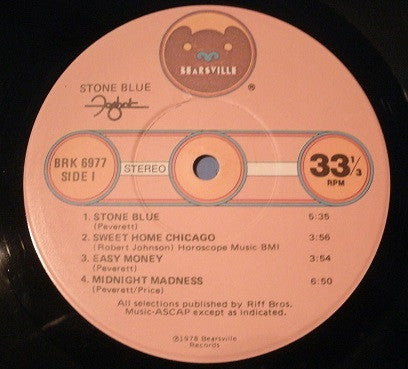 BEARSVILLE
®
STONE BLUE
Foghat
BRK 6977
SIDE I
STEREO
33 1/3
RPM
1. STONE BLUE 5:35
(Peverett)
2. SWEET HOME CHICAGO 3:56
(Robert Johnson) Horoscope Music BMI
3. EASY MONEY 3:54
(Peverett)
4. MIDNIGHT MADNESS 6:50
(Peverett/Price)
All selections published by Riff Bros.
Music-ASCAP except as indicated.
©1978 Bearsville
Records